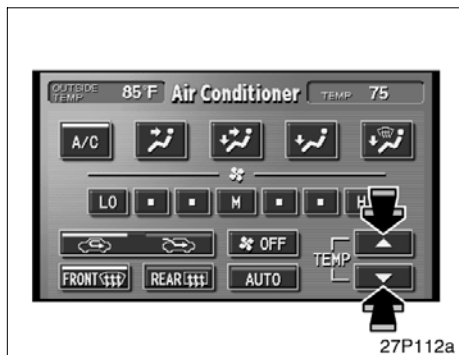 OUTSIDE TEMP 85°F Air Conditioner TEMP 75
A/C
LO M H
OFF
TEMP
FRONT REAR AUTO
27P112a